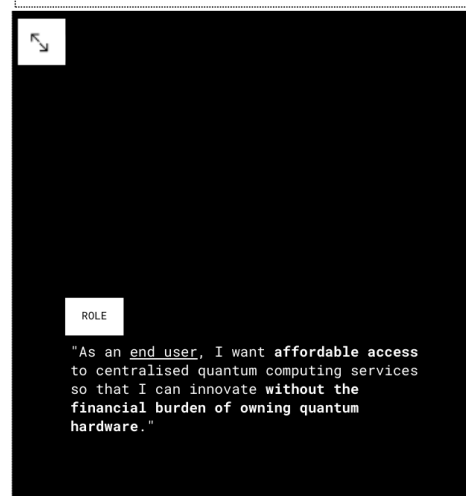 ROLE
"As an end user, I want affordable access
to centralised quantum computing services
so that I can innovate without the
financial burden of owning quantum
hardware."